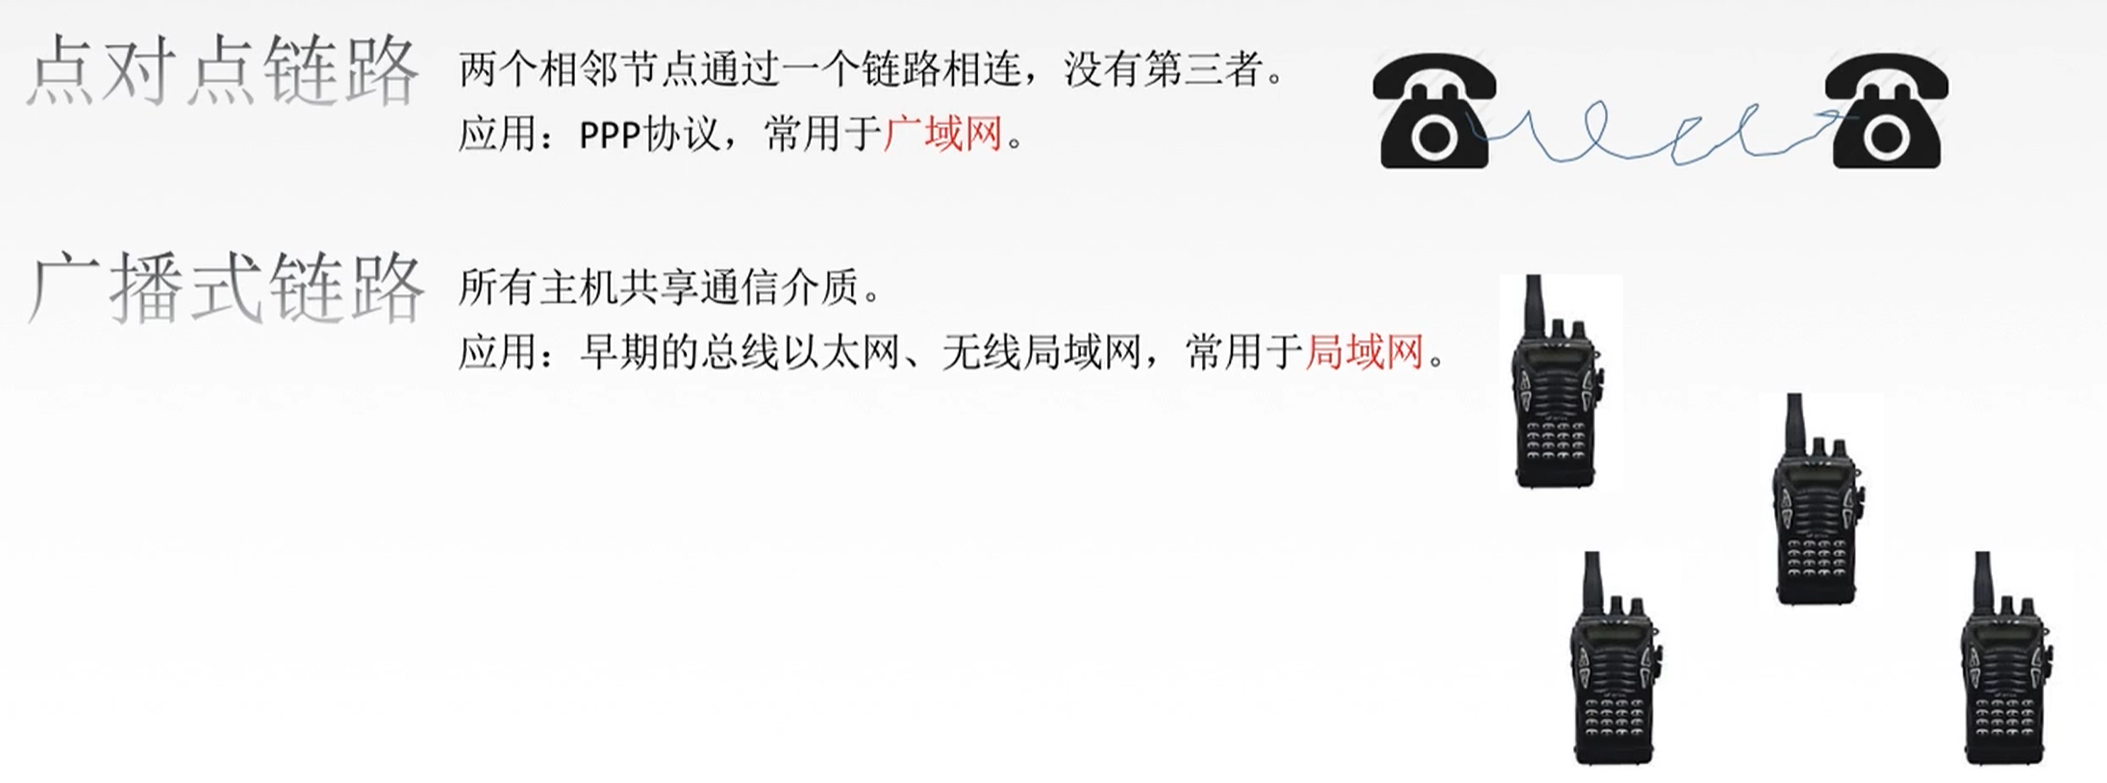 点对点链路
两个相邻节点通过一个链路相连，没有第三者。
应用：PPP协议，常用于广域网。
广播式链路
所有主机共享通信介质。
应用：早期的总线以太网、无线局域网，常用于局域网。